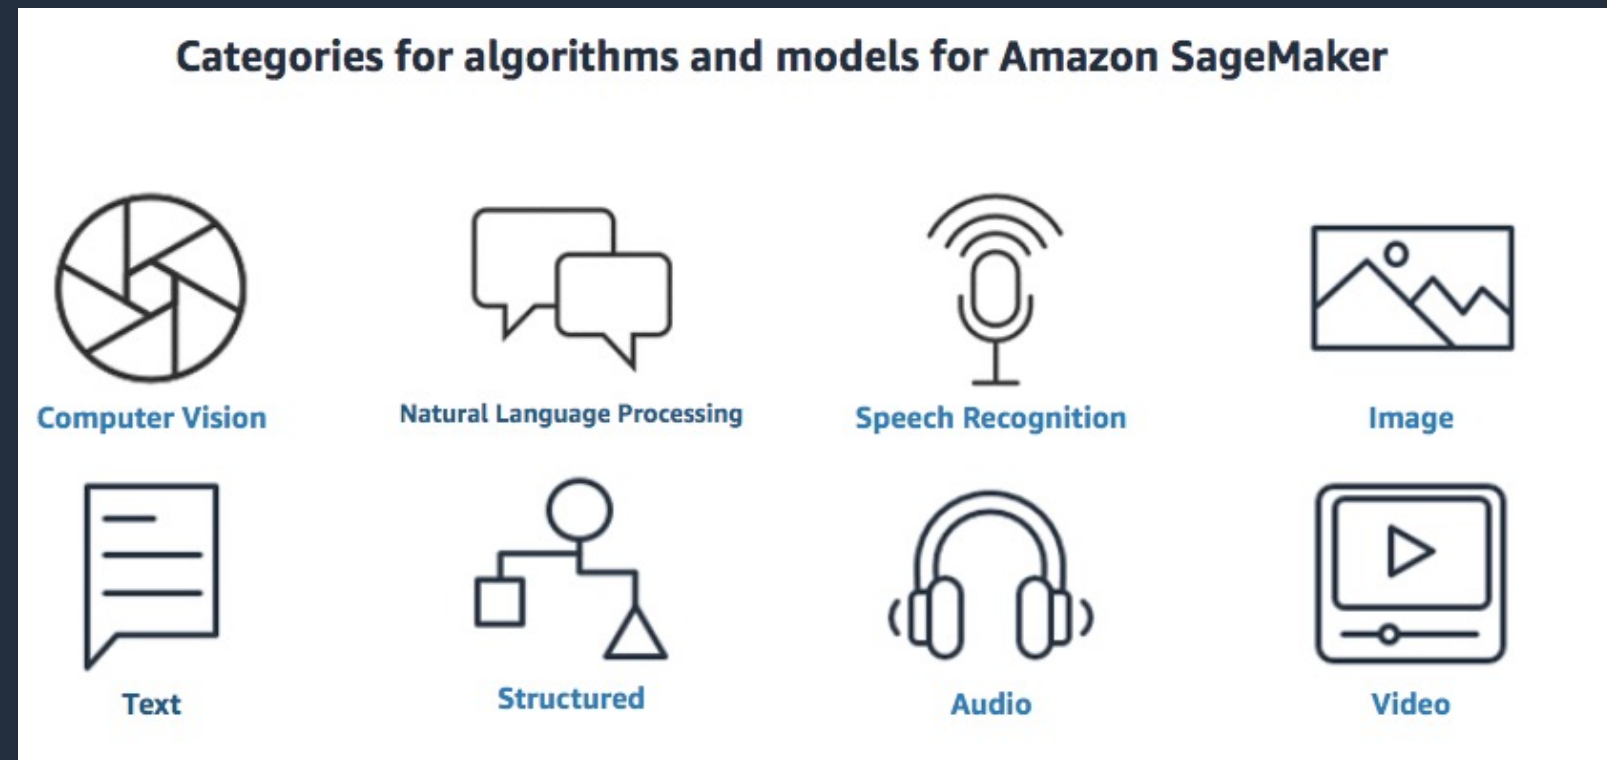 Categories for algorithms and models for Amazon SageMaker
Computer Vision
Natural Language Processing
Speech Recognition
Image
Text
Structured
Audio
Video